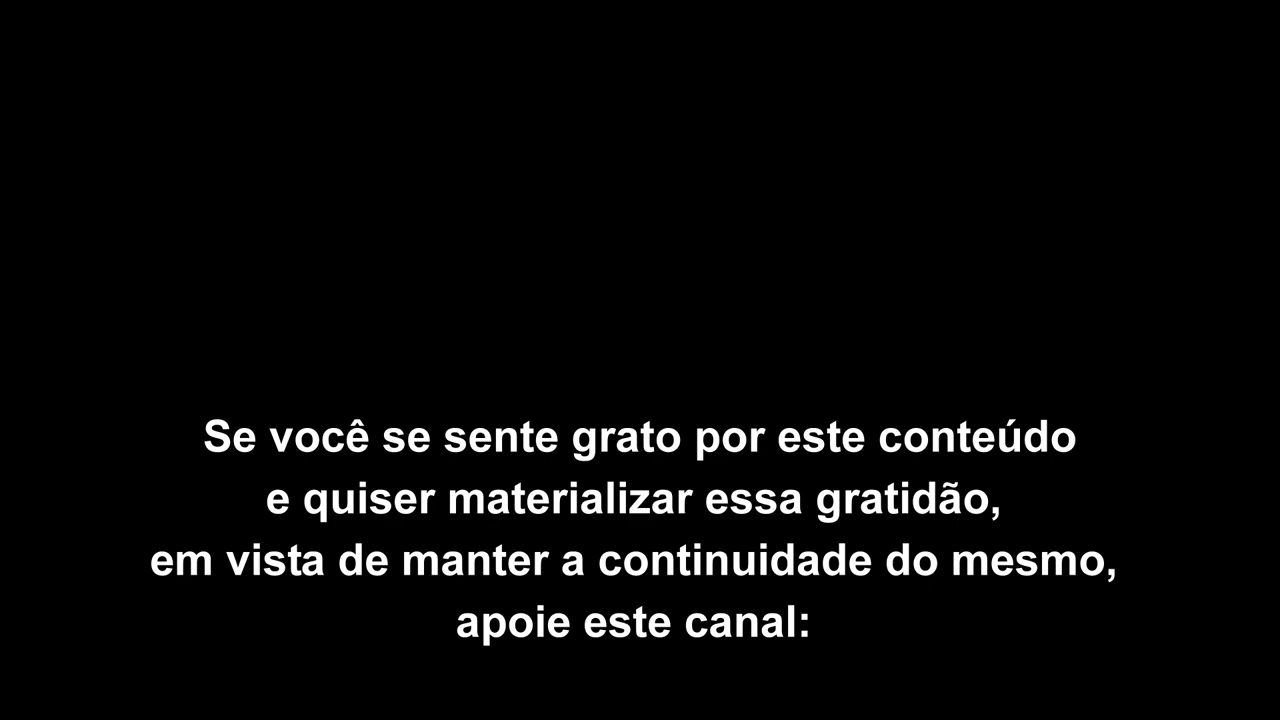 Se você se sente grato por este conteúdo
e quiser materializar essa gratidão,
em vista de manter a continuidade do mesmo,
apoie este canal: